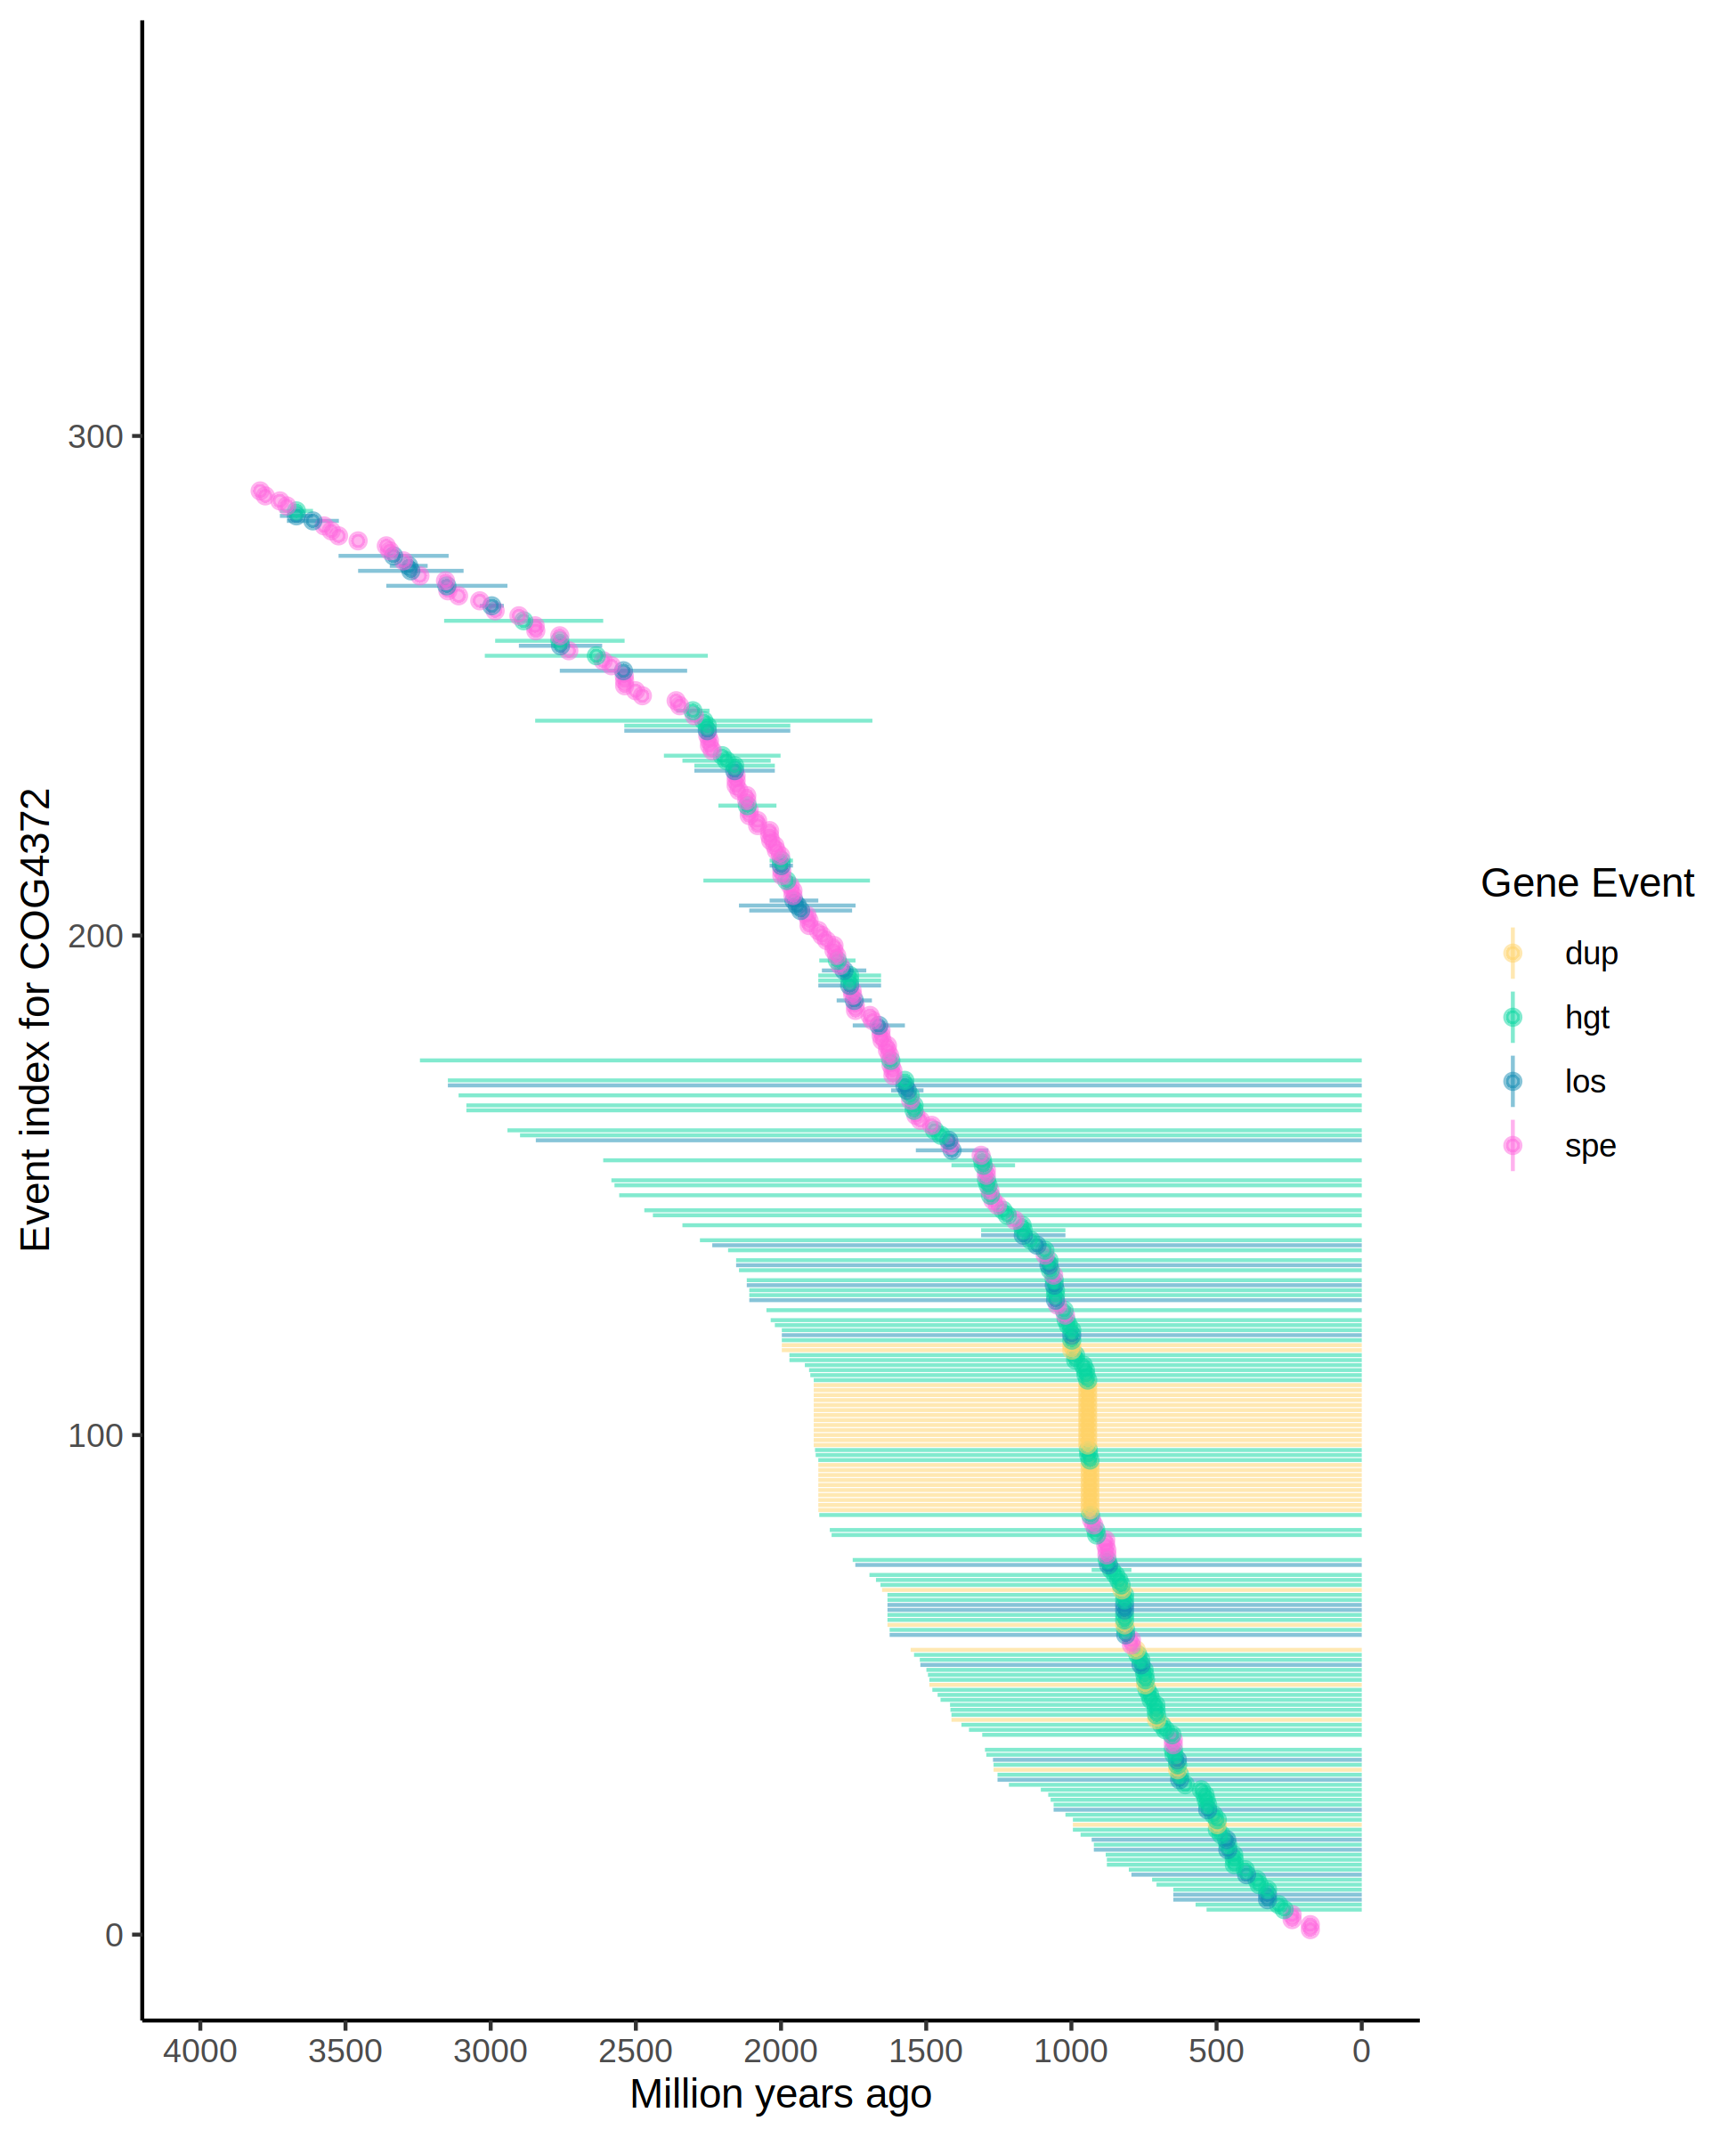 Event index for COG4372
300
200
100
0
4000 3500 3000 2500 2000 1500 1000 500 0
Million years ago
Gene Event
dup
hgt
los
spe